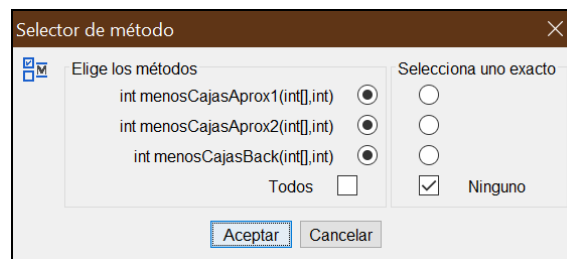 Selector de método
Elige los métodos
Selecciona uno exacto
int menosCajasAprox1(int[],int)
int menosCajasAprox2(int[],int)
int menosCajasBack(int[],int)
Todos
Ninguno
Aceptar
Cancelar